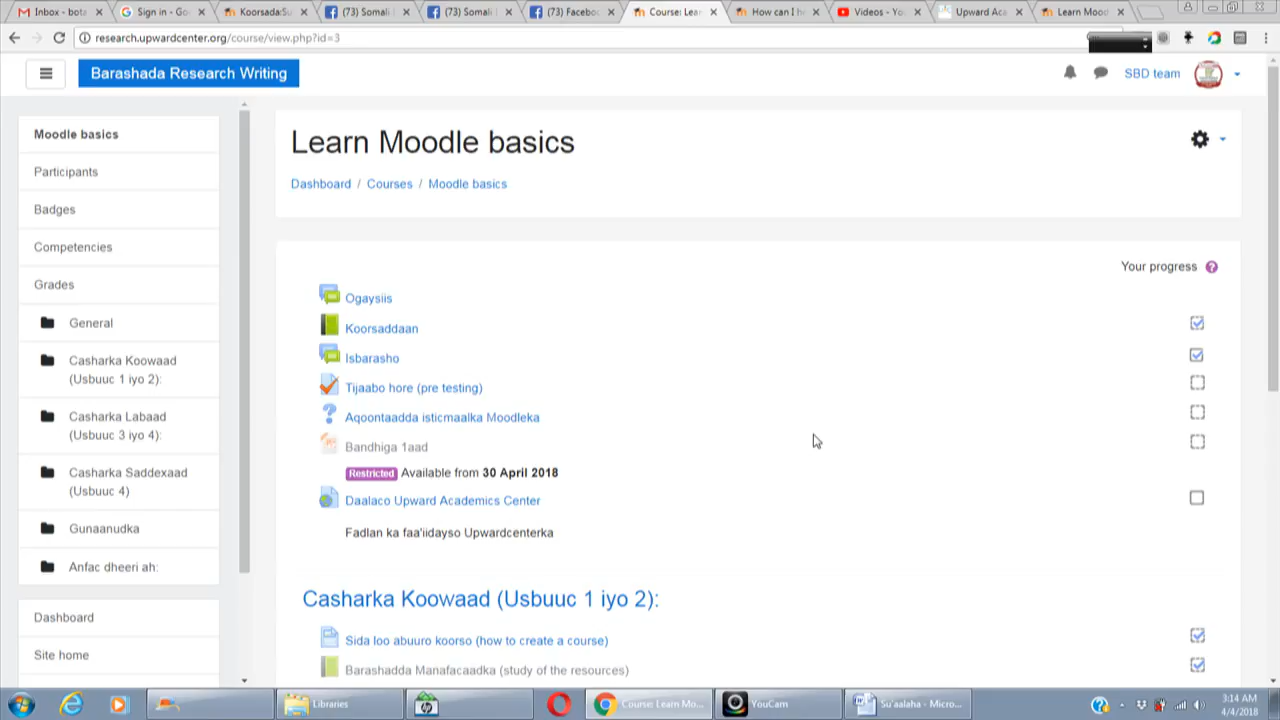 Inbox - bota
Sign in - Go
Koorsada:Su
(73) Somali
(73) Somali
(73) Faceboo
Course: Lear
How can I h
Videos - Yo
Upward Aca
Learn Mood
research.upwardcenter.org/course/view.php?id=3
Barashada Research Writing
SBD team
Moodle basics
Participants
Badges
Competencies
Grades
General
Casharka Koowaad
(Usbuuc 1 iyo 2):
Casharka Labaad
(Usbuuc 3 iyo 4):
Casharka Saddexaad
(Usbuuc 4)
Gunaanudka
Anfac dheeri ah:
Dashboard
Site home
Learn Moodle basics
Dashboard / Courses / Moodle basics
Your progress
Ogaysiis
Koorsaddaan
Isbarasho
Tijaabo hore (pre testing)
Aqoontaadda isticmaalka Moodleka
Bandhiga 1aad
Restricted Available from 30 April 2018
Daalaco Upward Academics Center
Fadlan ka faa'iidayso Upwardcenterka
Casharka Koowaad (Usbuuc 1 iyo 2):
Sida loo abuuro koorso (how to create a course)
Barashadda Manafacaadka (study of the resources)
Libraries
Course: Learn Mo...
YouCam
Su'aalaha - Micro...
3:14 AM
4/4/2018